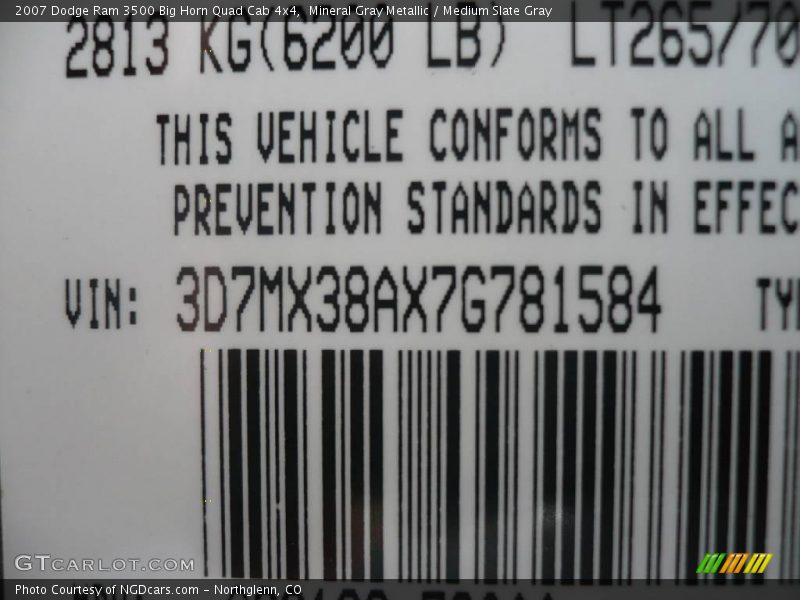 2007 Dodge Ram 3500 Big Horn Quad Cab 4x4, Mineral Gray Metallic / Medium Slate Gray
2813 KG(6200 LB) LT265/70
THIS VEHICLE CONFORMS TO ALL A
PREVENTION STANDARDS IN EFFEC
VIN: 3D7MX38AX7G781584 TY
GTCARLOT.COM
Photo Courtesy of NGDcars.com - Northglenn, CO